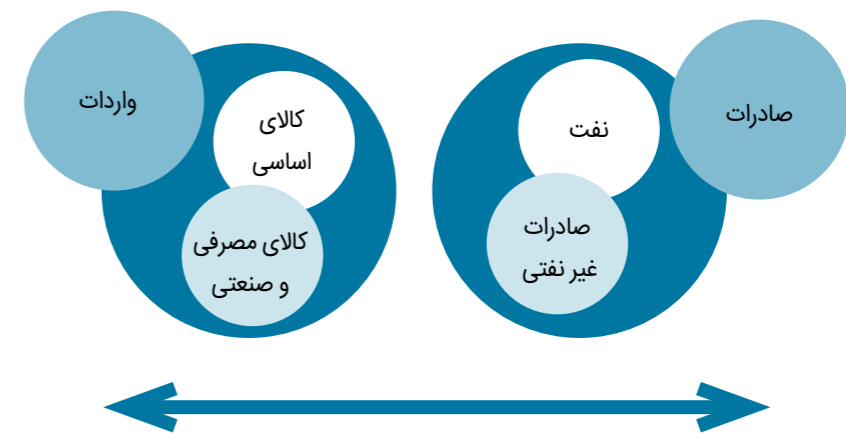 صادرات
نفت
صادرات
غیر نفتی
واردات
کالای
اساسی
کالای مصرفی
و صنعتی